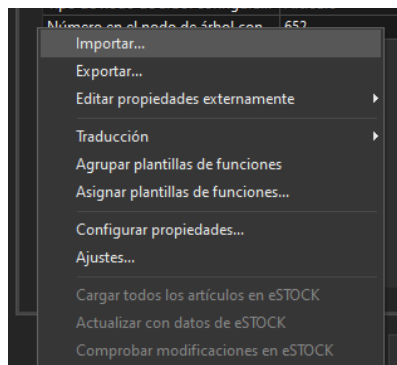 Número en el nodo de árbol con... 652
Importar...
Exportar...
Editar propiedades externamente
Traducción
Agrupar plantillas de funciones
Asignar plantillas de funciones...
Configurar propiedades...
Ajustes...
Cargar todos los artículos en eSTOCK
Actualizar con datos de eSTOCK
Comprobar modificaciones en eSTOCK